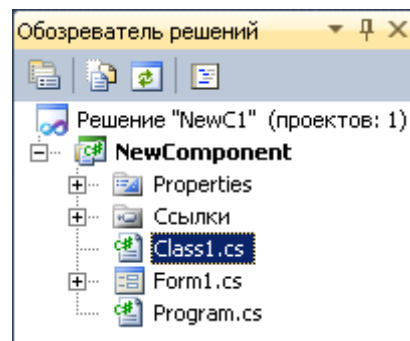 Обозреватель решений
Решение "NewC1" (проектов: 1)
NewComponent
Properties
Ссылки
Class1.cs
Form1.cs
Program.cs